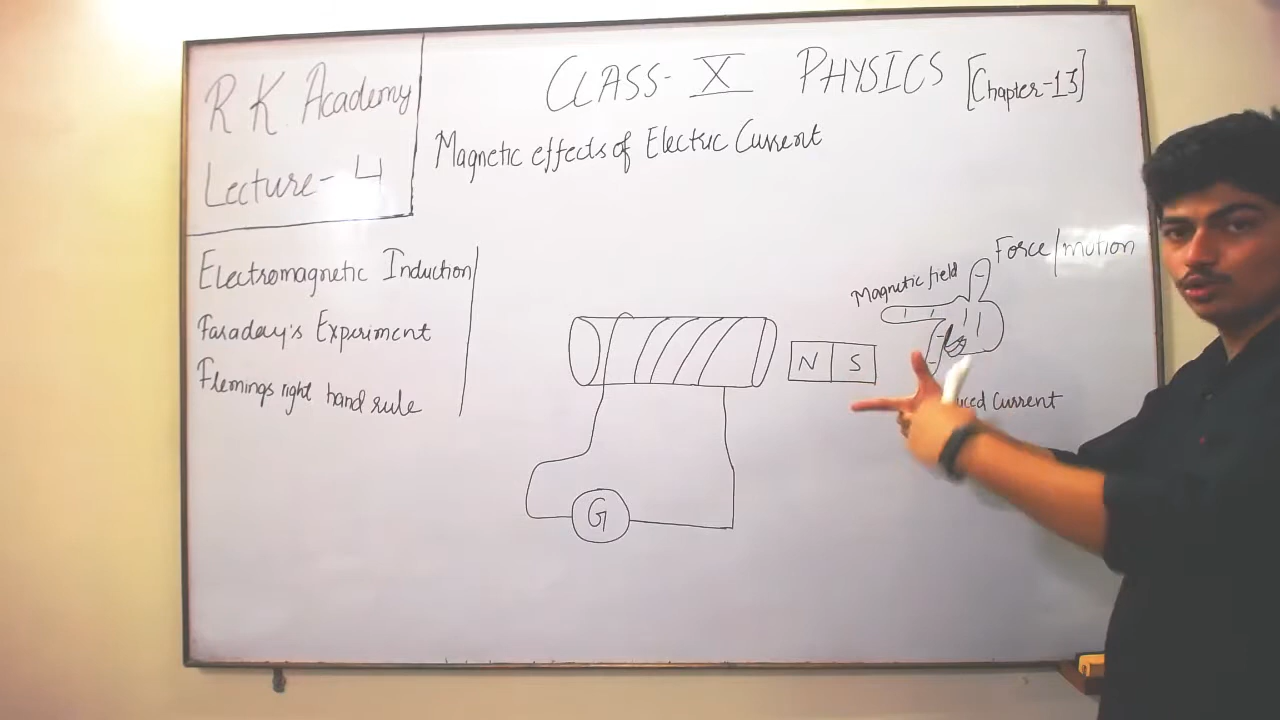 R K Academy
Lecture- 4
CLASS- X PHYSICS [Chapter-13]
Magnetic effects of Electric Current
Electromagnetic Induction
Faraday's Experiment
Flemings right hand rule
N S
G
Magnetic field
Force/motion
Current